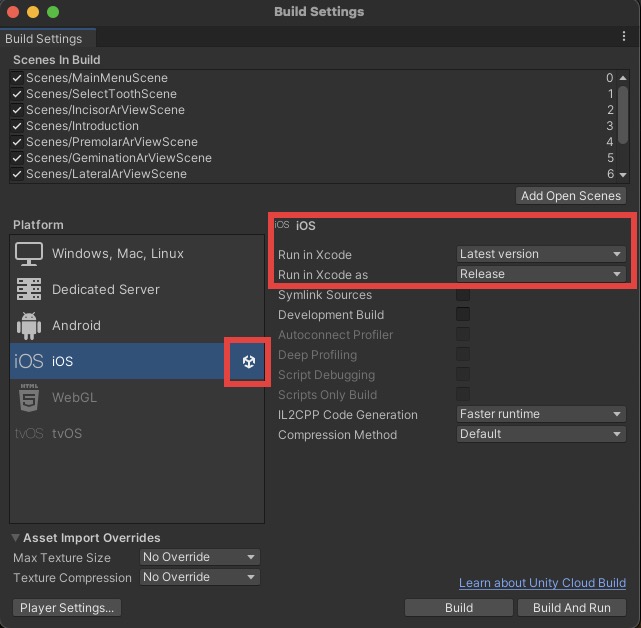 Build Settings
Build Settings
Scenes In Build
Scenes/MainMenuScene 0
Scenes/SelectToothScene 1
Scenes/IncisorArViewScene 2
Scenes/Introduction 3
Scenes/PremolarArViewScene 4
Scenes/GeminationArViewScene 5
Scenes/LateralArViewScene 6
Add Open Scenes
Platform
Windows, Mac, Linux
Dedicated Server
Android
iOS iOS
HTML 5 WebGL
tvOS tvOS
iOS iOS
Run in Xcode Latest version
Run in Xcode as Release
Symlink Sources
Development Build
Autoconnect Profiler
Deep Profiling
Script Debugging
Scripts Only Build
IL2CPP Code Generation Faster runtime
Compression Method Default
Asset Import Overrides
Max Texture Size No Override
Texture Compression No Override
Learn about Unity Cloud Build
Player Settings... Build Build And Run